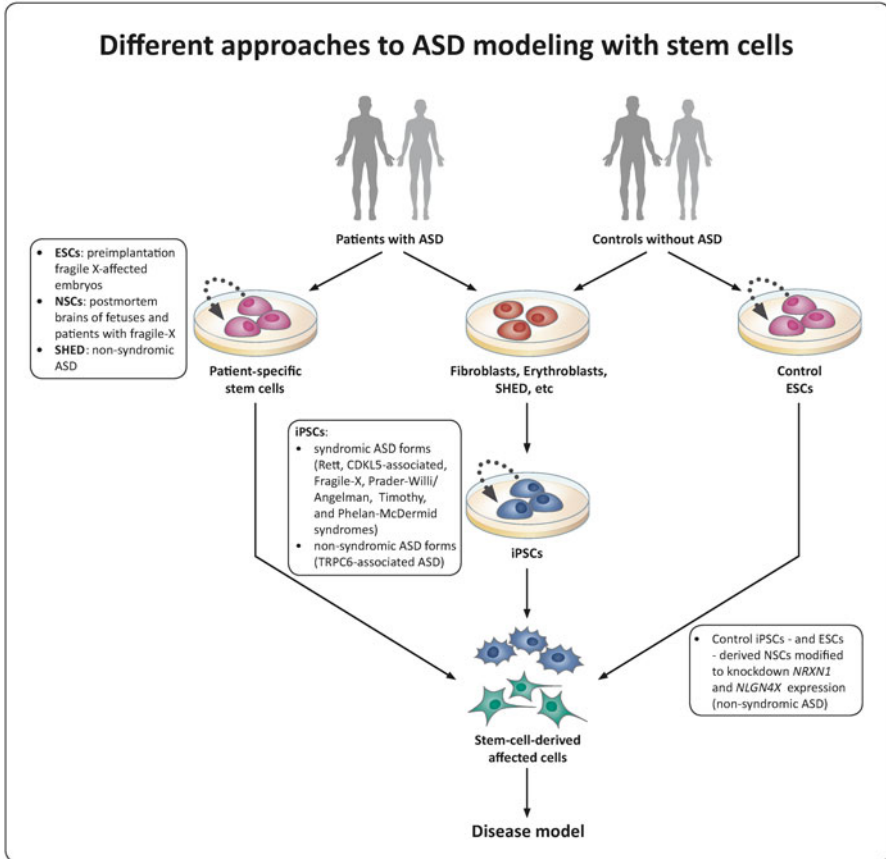 Different approaches to ASD modeling with stem cells
Patients with ASD
Controls without ASD
• ESCs: preimplantation
fragile X-affected
embryos
• NSCs: postmortem
brains of fetuses and
patients with fragile-X
• SHED: non-syndromic
ASD
Patient-specific
stem cells
Fibroblasts, Erythroblasts,
SHED, etc
Control
ESCs
iPSCs:
• syndromic ASD forms
(Rett, CDKL5-associated,
Fragile-X, Prader-Willi/
Angelman, Timothy,
and Phelan-McDermid
syndromes)
• non-syndromic ASD forms
(TRPC6-associated ASD)
iPSCs
• Control iPSCs - and ESCs
- derived NSCs modified
to knockdown NRXN1
and NLGN4X expression
(non-syndromic ASD)
Stem-cell-derived
affected cells
Disease model